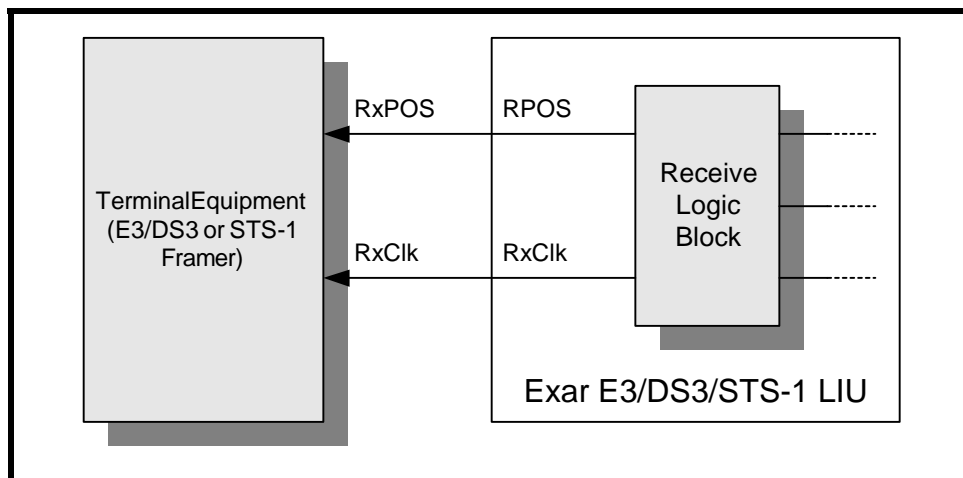 RxPOS
RPOS
TerminalEquipment
(E3/DS3 or STS-1
Framer)
Receive
Logic
Block
RxClk
RxClk
Exar E3/DS3/STS-1 LIU